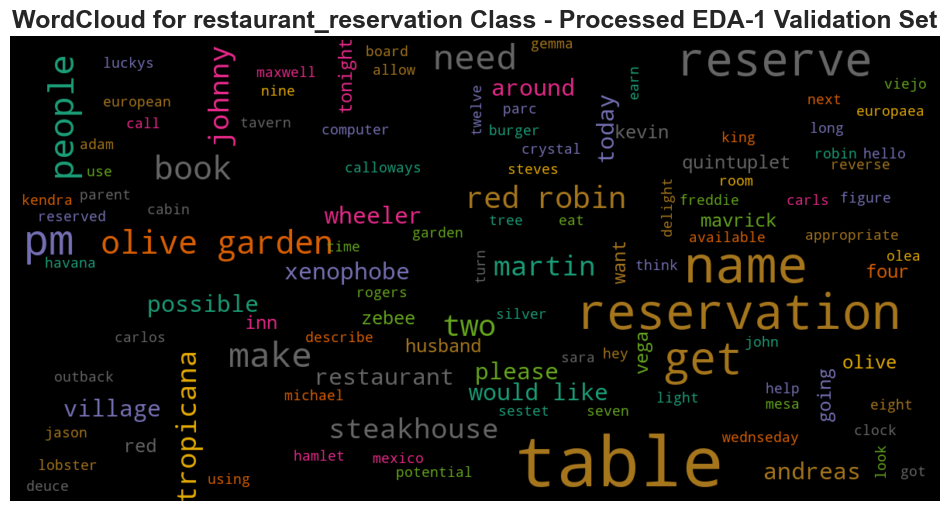 WordCloud for restaurant_reservation Class - Processed EDA-1 Validation Set
people
luckys
european
call
adam
use
johnny
maxwell
nine
tavern
tonight
board
allow
computer
need
gemma
around
twelve
parc
burger
crystal
earn
today
reserve
kevin
viejo
next
europaea
king
long
book
calloways
steves
quintuplet
room
robin
hello
reverse
kendra
parent
reserved
cabin
wheeler
red robin
tree
eat
garden
delight
freddie
carls
figure
mavrick
available
appropriate
pm
olive garden
time
havana
xenophobe
turn
martin
want
think
name
olea
four
possible
rogers
inn
zebee
two
silver
reservation
carlos
describe
husband
make
sara
hey
vega
get
john
olive
outback
restaurant
please
would like
michael
sestet
seven
light
help
mesa
going
eight
village
tropicana
jason
red
steakhouse
wednseday
clock
lobster
deuce
using
hamlet
mexico
potential
table
andreas
look
got